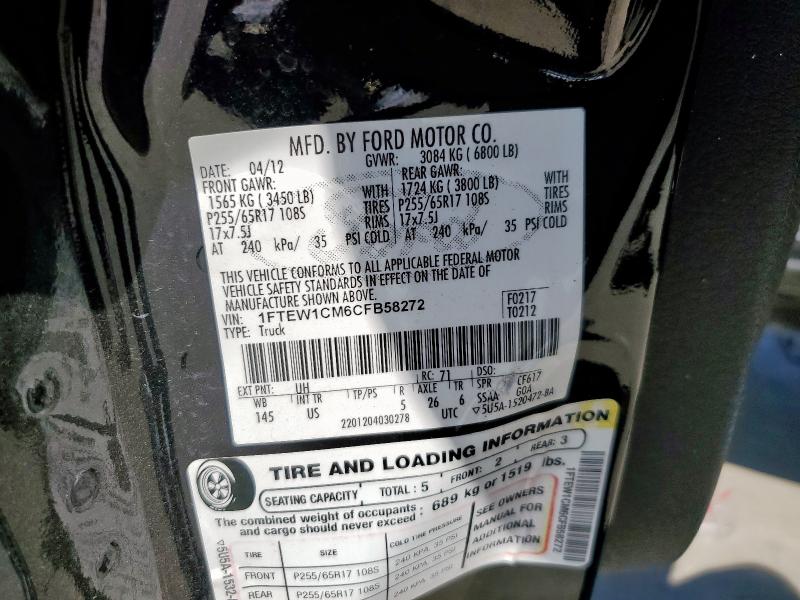 MFD. BY FORD MOTOR CO.
DATE: 04/12 GVWR: 3084 KG ( 6800 LB)
FRONT GAWR: REAR GAWR: WITH
1565 KG ( 3450 LB) WITH 1724 KG ( 3800 LB) TIRES
P255/65R17 108S TIRES P255/65R17 108S RIMS
17x7.5J RIMS 17x7.5J
AT 240 kPa/ 35 PSI COLD AT 240 kPa/ 35 PSI COLD
THIS VEHICLE CONFORMS TO ALL APPLICABLE FEDERAL MOTOR
VEHICLE SAFETY STANDARDS IN EFFECT ON THE DATE OF
MANUFACTURE SHOWN ABOVE.
VIN: 1FTEW1CM6CFB58272 F0217
TYPE: Truck T0212
EXT PNT: UH RC: 71 DSO:
WB INT TR TP/PS R AXLE TR SPR CF617
145 US 5 26 6 SSAA GOA
2201204030278 UTC ▽5U5A-1520472-BA
TIRE AND LOADING INFORMATION
SEATING CAPACITY TOTAL : 5 FRONT: 2 REAR: 3
The combined weight of occupants
and cargo should never exceed : 689 kg or 1519 lbs.
TIRE SIZE COLD TIRE PRESSURE
FRONT P255/65R17 108S 240 KPA, 35 PSI
REAR P255/65R17 108S 240 KPA, 35 PSI
SEE OWNERS
MANUAL FOR
ADDITIONAL
INFORMATION
1FTEW1CM6CFB58272
▽5U5A-1532